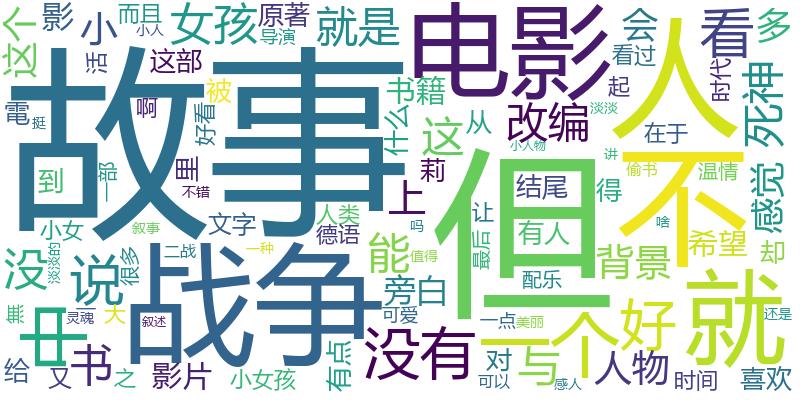 这个
影
小
活
而且
小人
女孩
原著
导演
就是
电影
会
看过
看
多
人
时代
死神
故事
这部
啊
被
里
好看
书籍
什么
这
从
改编
起
淡淡
在于
不
感觉
電
挺
到
一部
不错
莉
上
小人物
结尾
讲
得
偷书
温情
但
小女
叙事
文字
人类
德语
吗
让
有人
啥
希望
却
没
淡淡的
很多
说
二战
战争
一种
能
值得
最后
背景
就
旁白
配乐
無
中
灵魂
大
叙述
可爱
一点
美丽
一个
好
还是
给
又
书
之
影片
小女孩
有点
没有
对
可以
与
感人
人物
时间
喜欢